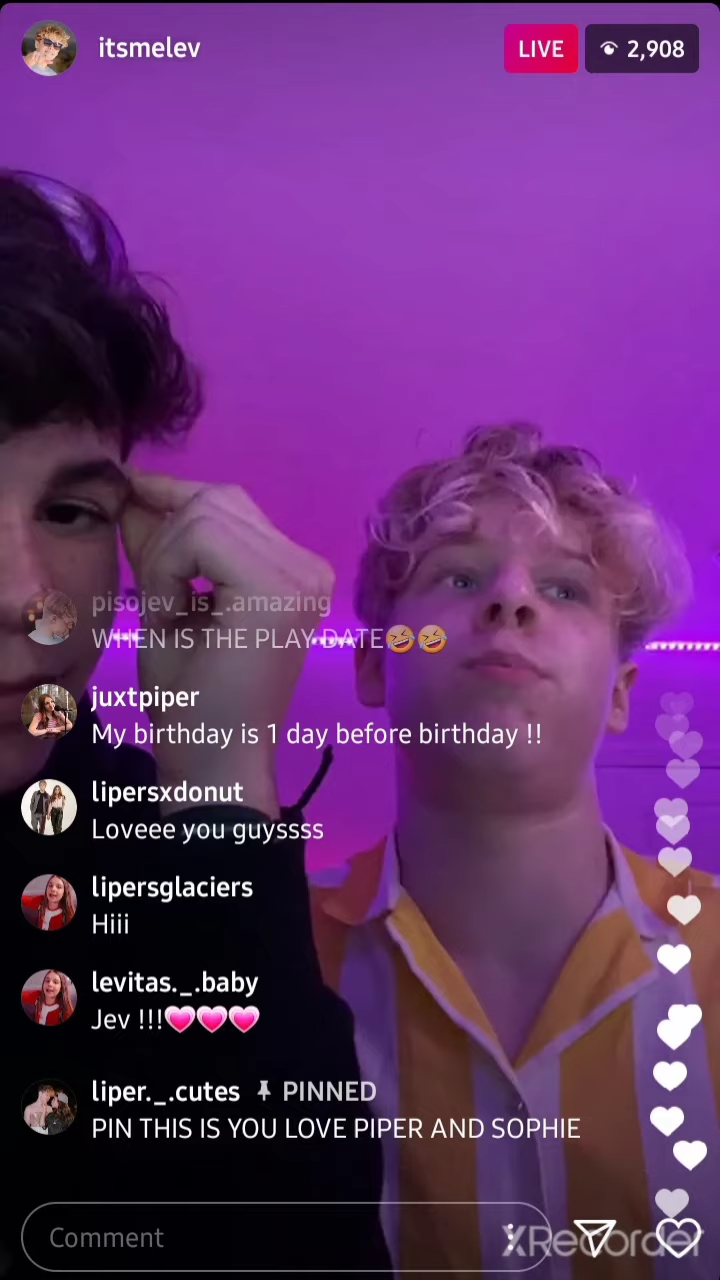 itsmelev
LIVE
2,908
pisojev_is_.amazing
WHEN IS THE PLAY DATE🤣🤣
juxtpiper
My birthday is 1 day before birthday !!
lipersxdonut
Loveee you guyssss
lipersglaciers
Hiii
levitas._.baby
Jev !!!💗💗💗
liper._.cutes PINNED
PIN THIS IS YOU LOVE PIPER AND SOPHIE
Comment
XRecorder